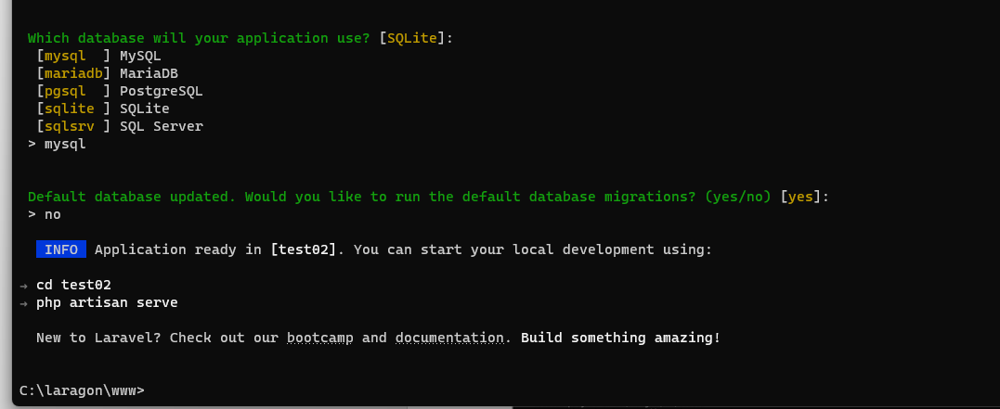 Which database will your application use? [SQLite]:
[mysql  ] MySQL
[mariadb] MariaDB
[pgsql  ] PostgreSQL
[sqlite ] SQLite
[sqlsrv ] SQL Server
> mysql
Default database updated. Would you like to run the default database migrations? (yes/no) [yes]:
> no
INFO Application ready in [test02]. You can start your local development using:
→ cd test02
→ php artisan serve
New to Laravel? Check out our bootcamp and documentation. Build something amazing!
C:\laragon\www>